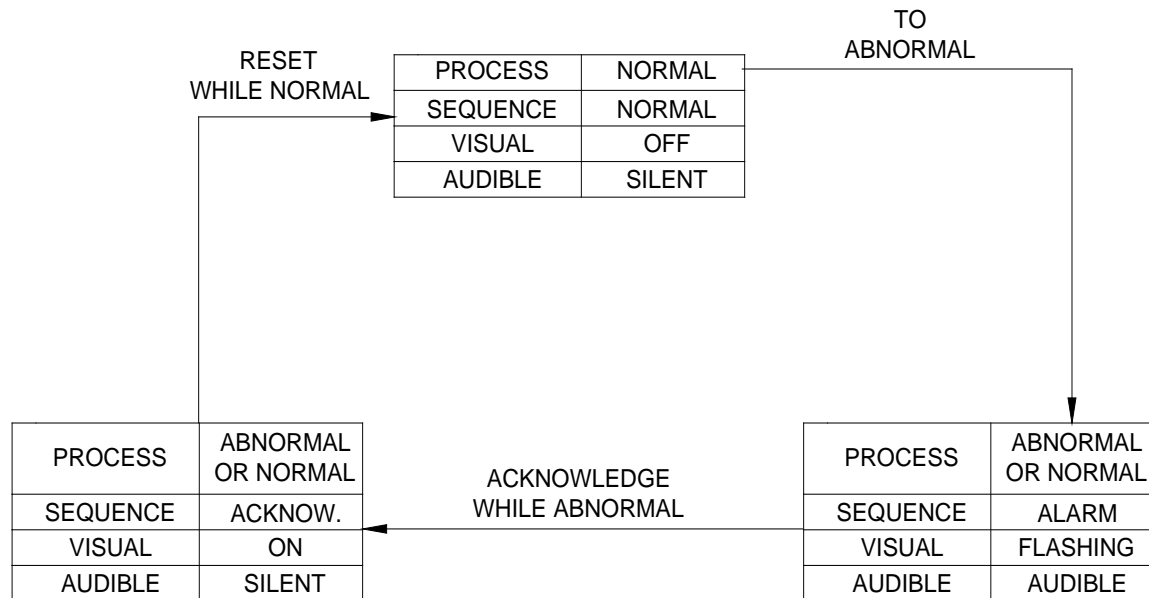 TO
ABNORMAL
RESET
WHILE NORMAL
PROCESS NORMAL
SEQUENCE NORMAL
VISUAL OFF
AUDIBLE SILENT
PROCESS ABNORMAL
OR NORMAL
SEQUENCE ACKNOW.
VISUAL ON
AUDIBLE SILENT
ACKNOWLEDGE
WHILE ABNORMAL
PROCESS ABNORMAL
OR NORMAL
SEQUENCE ALARM
VISUAL FLASHING
AUDIBLE AUDIBLE